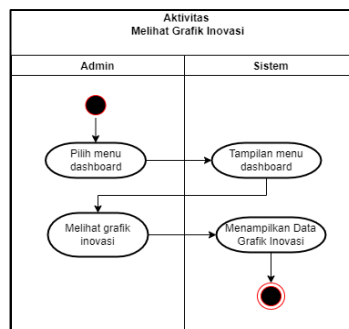 Aktivitas
Melihat Grafik Inovasi
Admin
Sistem
Pilih menu
dashboard
Tampilan menu
dashboard
Melihat grafik
inovasi
Menampilkan Data
Grafik Inovasi